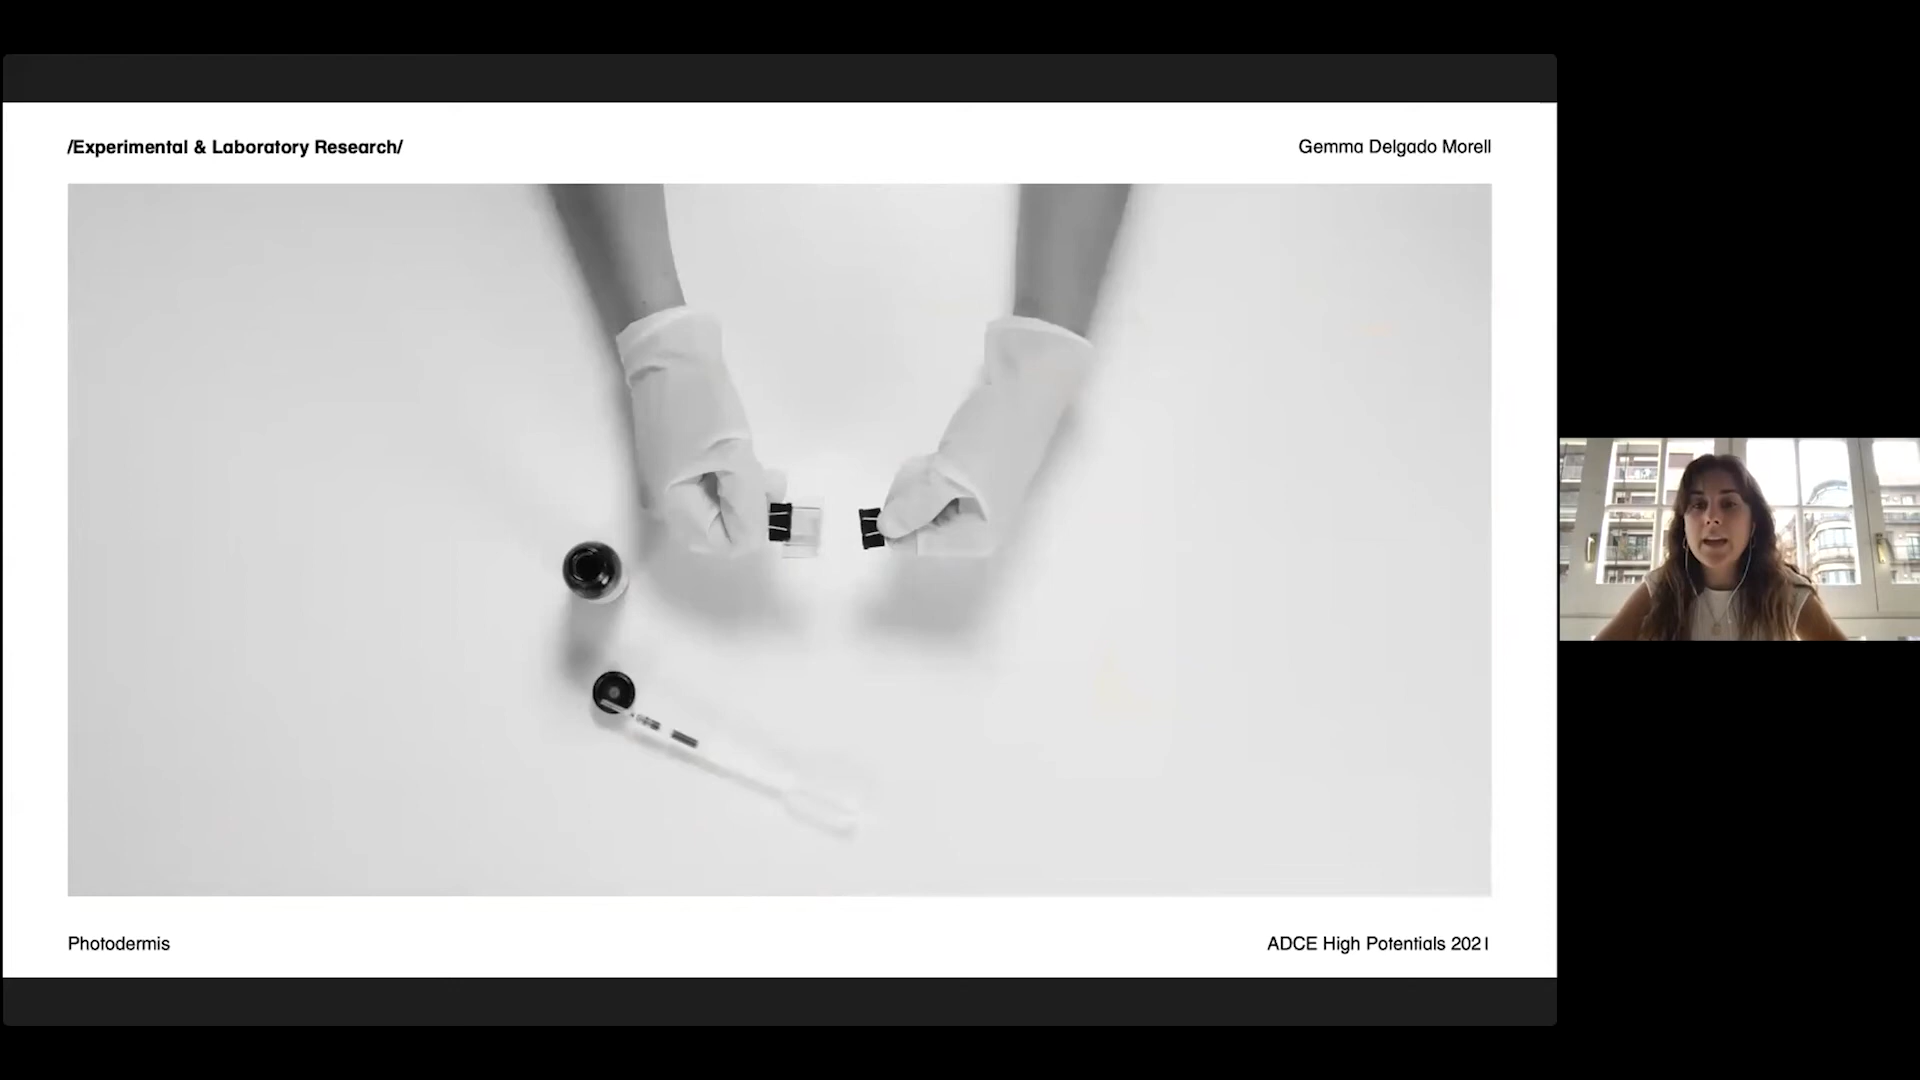 /Experimental & Laboratory Research/
Gemma Delgado Morell
Photodermis
ADCE High Potentials 2021